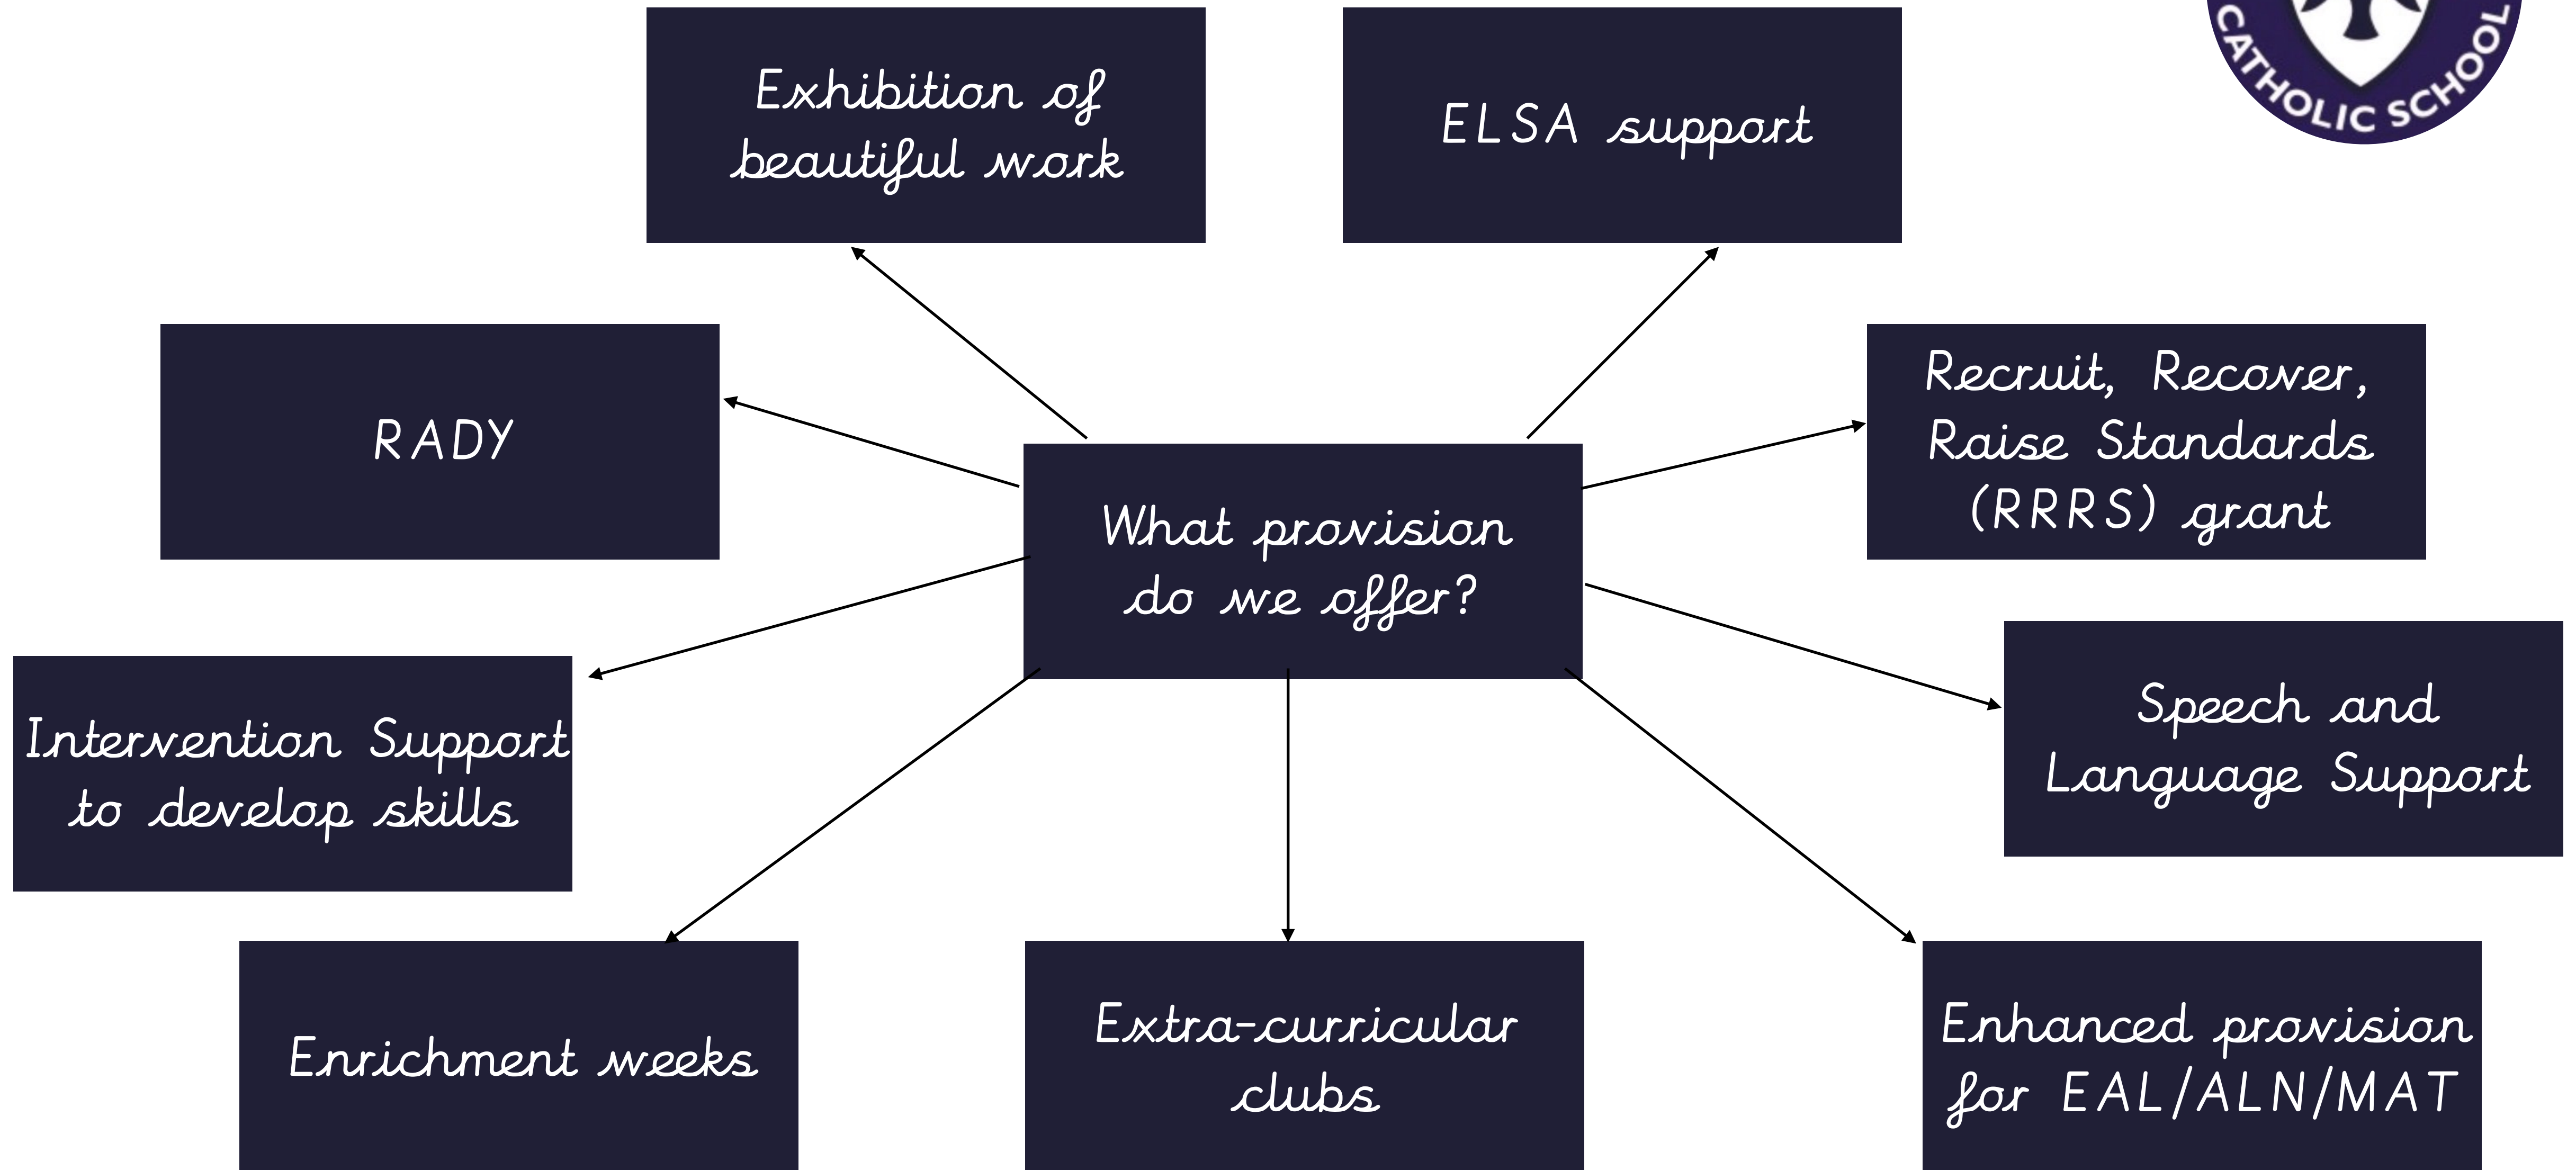 Exhibition of
beautiful work
ELSA support
CATHOLIC SCHOOL
RADY
Recruit, Recover,
Raise Standards
(RRRS) grant
What provision
do we offer?
Intervention Support
to develop skills
Speech and
Language Support
Enrichment weeks
Extra-curricular
clubs
Enhanced provision
for EAL/ALN/MAT